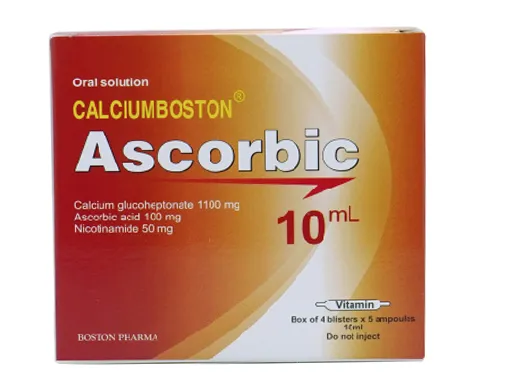 Oral solution
CALCIUMBOSTON®
Ascorbic
Calcium glucoheptonate 1100 mg
Ascorbic acid 100 mg
Nicotinamide 50 mg
10mL
Vitamin
Box of 4 blisters x 5 ampoules
10ml
Do not inject
BOSTON PHARMA